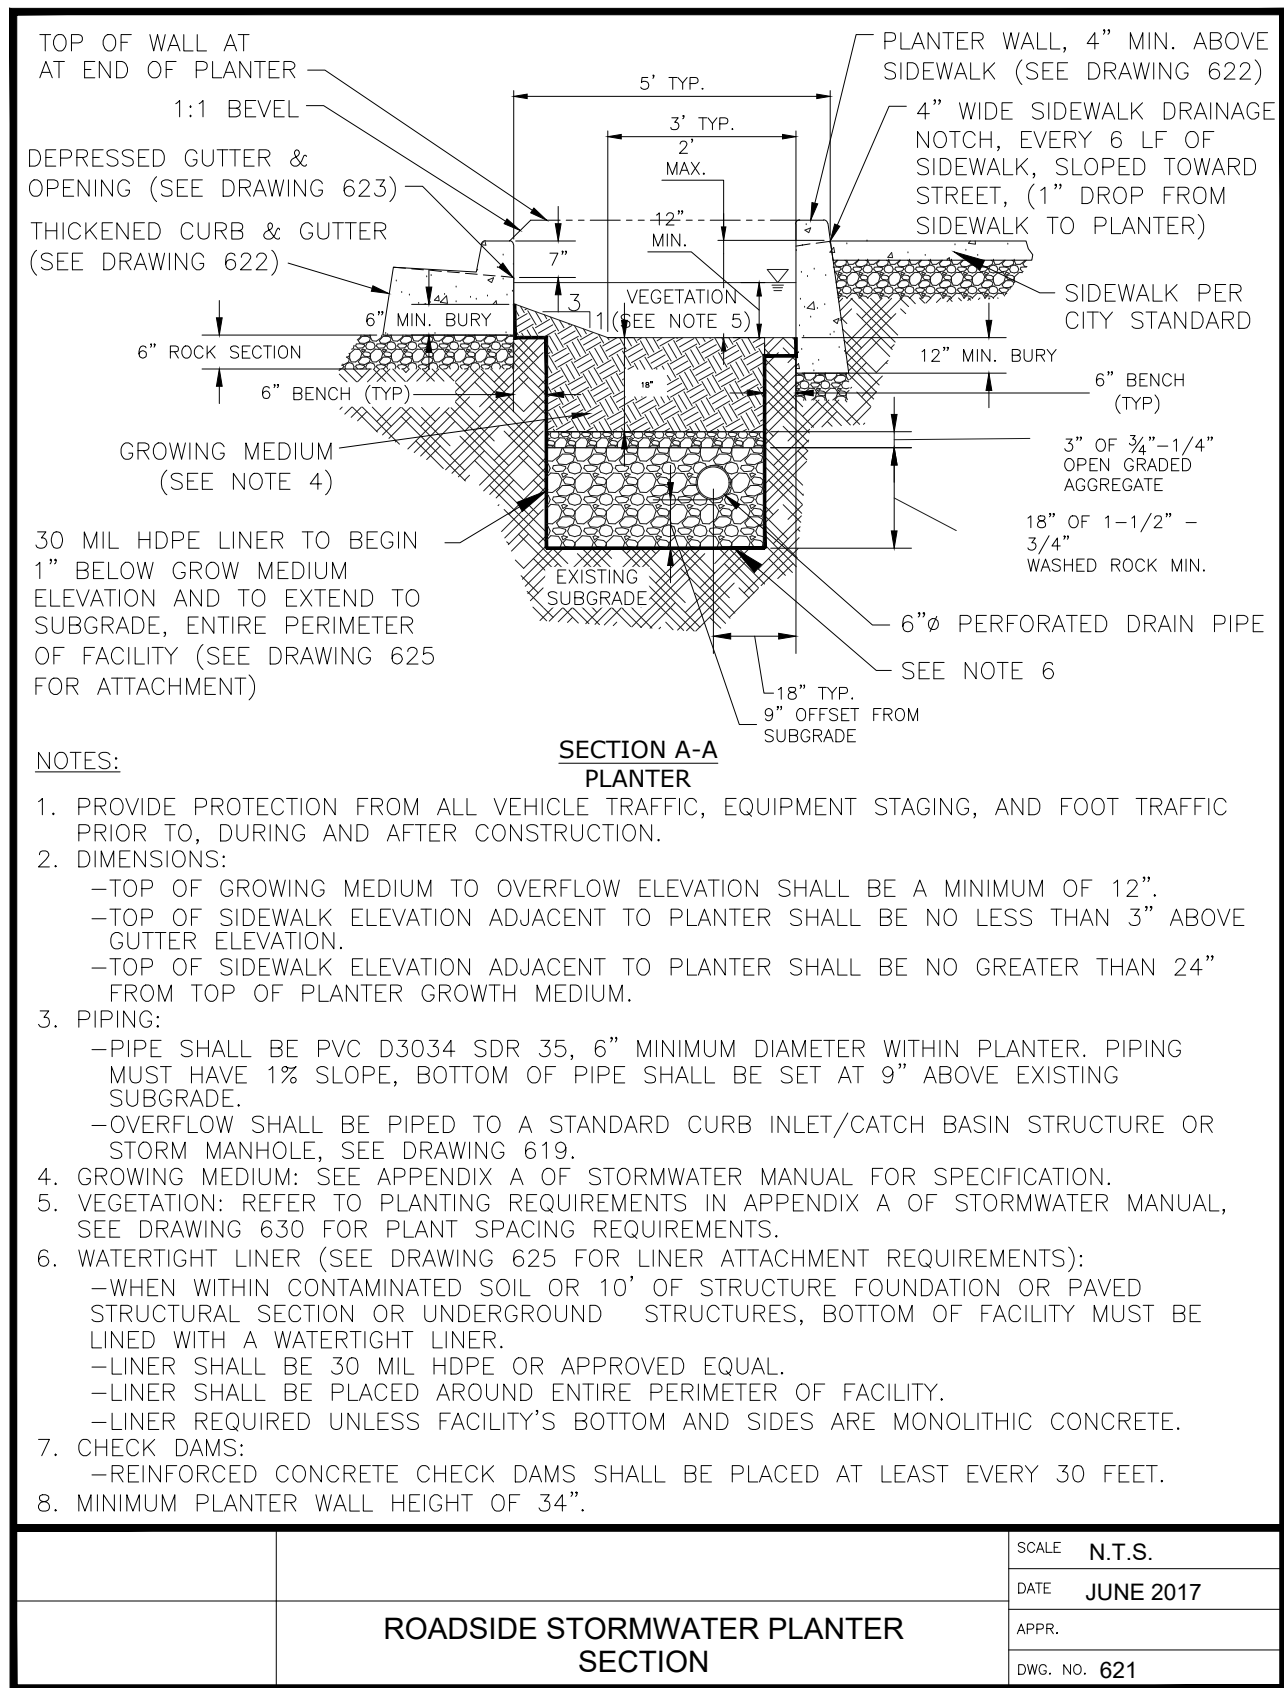 TOP OF WALL AT
AT END OF PLANTER
1:1 BEVEL
DEPRESSED GUTTER &
OPENING (SEE DRAWING 623)
THICKENED CURB & GUTTER
(SEE DRAWING 622)
5' TYP.
3' TYP.
2'
MAX.
12"
MIN.
7"
PLANTER WALL, 4" MIN. ABOVE
SIDEWALK (SEE DRAWING 622)
4" WIDE SIDEWALK DRAINAGE
NOTCH, EVERY 6 LF OF
SIDEWALK, SLOPED TOWARD
STREET, (1" DROP FROM
SIDEWALK TO PLANTER)
3
1
VEGETATION
(SEE NOTE 5)
6" MIN. BURY
6" ROCK SECTION
6" BENCH (TYP)
18"
SIDEWALK PER
CITY STANDARD
12" MIN. BURY
6" BENCH
(TYP)
GROWING MEDIUM
(SEE NOTE 4)
3" OF ¾"-1/4"
OPEN GRADED
AGGREGATE
18" OF 1-1/2" -
3/4"
WASHED ROCK MIN.
30 MIL HDPE LINER TO BEGIN
1" BELOW GROW MEDIUM
ELEVATION AND TO EXTEND TO
SUBGRADE, ENTIRE PERIMETER
OF FACILITY (SEE DRAWING 625
FOR ATTACHMENT)
EXISTING
SUBGRADE
6"ø PERFORATED DRAIN PIPE
SEE NOTE 6
18" TYP.
9" OFFSET FROM
SUBGRADE
SECTION A-A
PLANTER
NOTES:
1. PROVIDE PROTECTION FROM ALL VEHICLE TRAFFIC, EQUIPMENT STAGING, AND FOOT TRAFFIC
PRIOR TO, DURING AND AFTER CONSTRUCTION.
2. DIMENSIONS:
-TOP OF GROWING MEDIUM TO OVERFLOW ELEVATION SHALL BE A MINIMUM OF 12".
-TOP OF SIDEWALK ELEVATION ADJACENT TO PLANTER SHALL BE NO LESS THAN 3" ABOVE
GUTTER ELEVATION.
-TOP OF SIDEWALK ELEVATION ADJACENT TO PLANTER SHALL BE NO GREATER THAN 24"
FROM TOP OF PLANTER GROWTH MEDIUM.
3. PIPING:
-PIPE SHALL BE PVC D3034 SDR 35, 6" MINIMUM DIAMETER WITHIN PLANTER. PIPING
MUST HAVE 1% SLOPE, BOTTOM OF PIPE SHALL BE SET AT 9" ABOVE EXISTING
SUBGRADE.
-OVERFLOW SHALL BE PIPED TO A STANDARD CURB INLET/CATCH BASIN STRUCTURE OR
STORM MANHOLE, SEE DRAWING 619.
4. GROWING MEDIUM: SEE APPENDIX A OF STORMWATER MANUAL FOR SPECIFICATION.
5. VEGETATION: REFER TO PLANTING REQUIREMENTS IN APPENDIX A OF STORMWATER MANUAL,
SEE DRAWING 630 FOR PLANT SPACING REQUIREMENTS.
6. WATERTIGHT LINER (SEE DRAWING 625 FOR LINER ATTACHMENT REQUIREMENTS):
-WHEN WITHIN CONTAMINATED SOIL OR 10' OF STRUCTURE FOUNDATION OR PAVED
STRUCTURAL SECTION OR UNDERGROUND STRUCTURES, BOTTOM OF FACILITY MUST BE
LINED WITH A WATERTIGHT LINER.
-LINER SHALL BE 30 MIL HDPE OR APPROVED EQUAL.
-LINER SHALL BE PLACED AROUND ENTIRE PERIMETER OF FACILITY.
-LINER REQUIRED UNLESS FACILITY'S BOTTOM AND SIDES ARE MONOLITHIC CONCRETE.
7. CHECK DAMS:
-REINFORCED CONCRETE CHECK DAMS SHALL BE PLACED AT LEAST EVERY 30 FEET.
8. MINIMUM PLANTER WALL HEIGHT OF 34".
ROADSIDE STORMWATER PLANTER
SECTION
SCALE N.T.S.
DATE JUNE 2017
APPR.
DWG. NO. 621